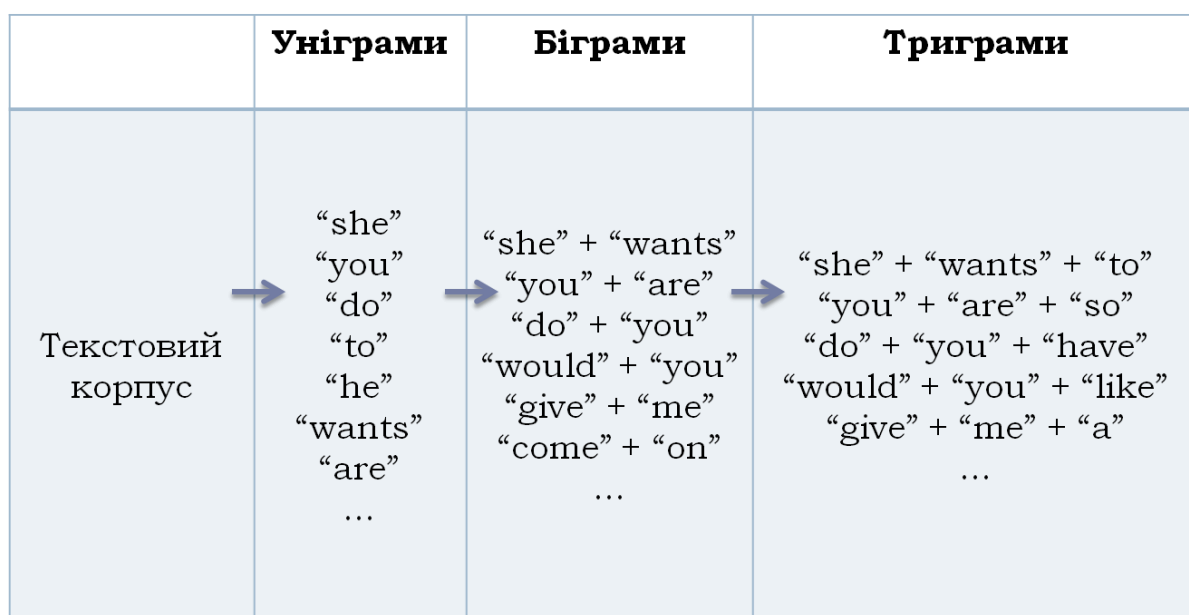 Уніграми
Біграми
Триграми
Текстовий
корпус
“she”
“you”
“do”
“to”
“he”
“wants”
“are”
...
“she” + “wants”
“you” + “are”
“do” + “you”
“would” + “you”
“give” + “me”
“come” + “on”
...
“she” + “wants” + “to”
“you” + “are” + “so”
“do” + “you” + “have”
“would” + “you” + “like”
“give” + “me” + “a”
...